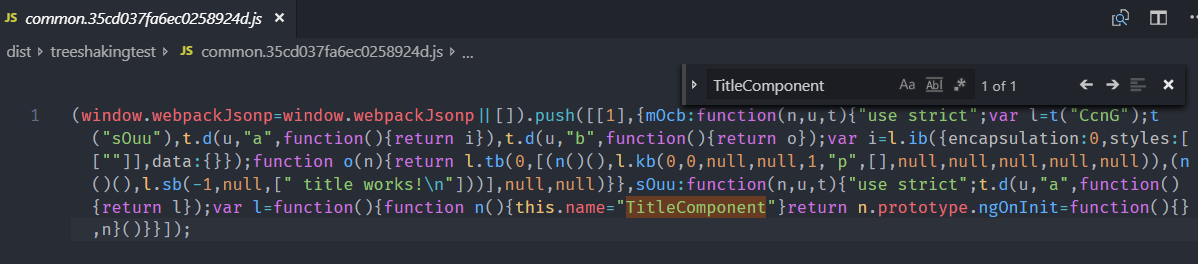 JS common.35cd037fa6ec0258924d.js ×
dist › treeshakingtest › JS common.35cd037fa6ec0258924d.js › ...
TitleComponent Aa Abl .* 1 of 1
1 (window.webpackJsonp=window.webpackJsonp||[]).push([[1],{mOcb:function(n,u,t){"use strict";var l=t("CcnG");t
("sOuu"),t.d(u,"a",function(){return i}),t.d(u,"b",function(){return o});var i=l.ib({encapsulation:0,styles:[
[""]],data:{}});function o(n){return l.tb(0,[(n()(),l.kb(0,0,null,null,1,"p",[],null,null,null,null,null)),(n
()(),l.sb(-1,null,[" title works!\n"]))],null,null)}},sOuu:function(n,u,t){"use strict";t.d(u,"a",function()
{return l});var l=function(){function n(){this.name="TitleComponent"}return n.prototype.ngOnInit=function(){}
,n}()}}]);